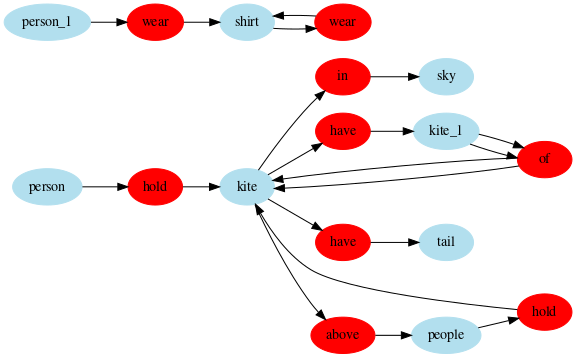 person_1 wear shirt wear
in sky
have kite_1
of
person hold kite
have tail
hold
above people